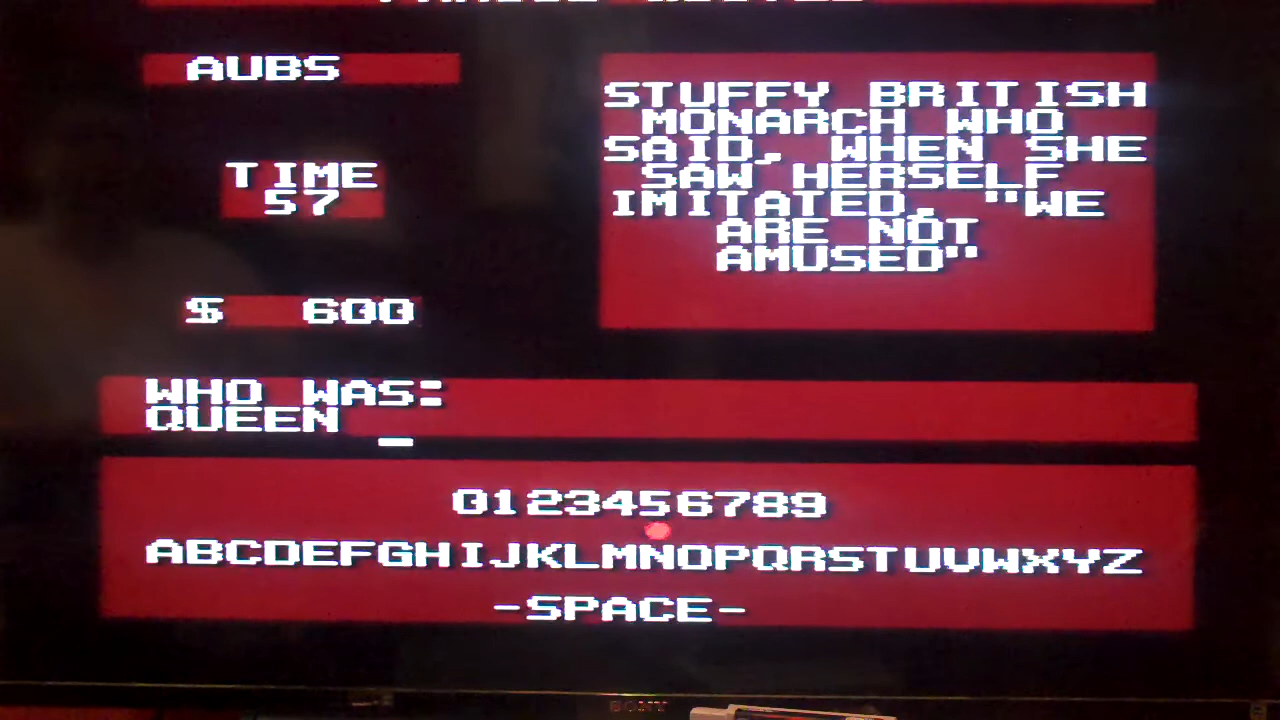 AUBS
TIME
57
$ 600
STUFFY BRITISH
MONARCH WHO
SAID, WHEN SHE
SAW HERSELF
IMITATED, "WE
ARE NOT
AMUSED"
WHO WAS:
QUEEN _
0123456789
ABCDEFGHIJKLMNOPQRSTUVWXYZ
-SPACE-
SONY